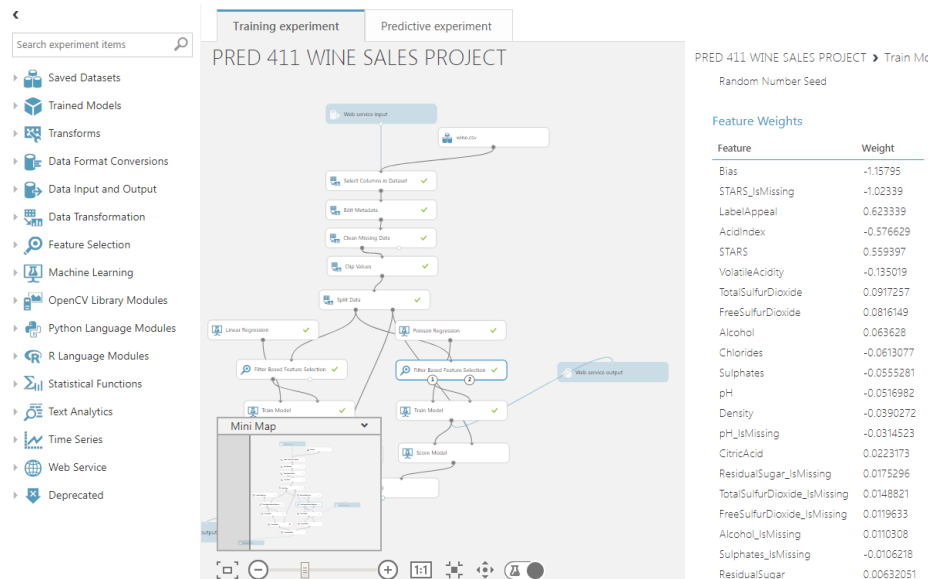 Search experiment items
Saved Datasets
Trained Models
Transforms
Data Format Conversions
Data Input and Output
Data Transformation
Feature Selection
Machine Learning
OpenCV Library Modules
Python Language Modules
R Language Modules
Statistical Functions
Text Analytics
Time Series
Web Service
Deprecated
Training experiment
Predictive experiment
PRED 411 WINE SALES PROJECT
Web service input
wine.csv
Select Columns in Dataset
Edit Metadata
Clean Missing Data
Clip Values
Split Data
Linear Regression
Poisson Regression
Filter Based Feature Selection
Filter Based Feature Selection
1 2
Web service output
Train Model
Train Model
Score Model
Mini Map
output
1:1
PRED 411 WINE SALES PROJECT › Train Mo
Random Number Seed
Feature Weights
Feature Weight
Bias -1.15795
STARS_IsMissing -1.02339
LabelAppeal 0.623339
AcidIndex -0.576629
STARS 0.559397
VolatileAcidity -0.135019
TotalSulfurDioxide 0.0917257
FreeSulfurDioxide 0.0816149
Alcohol 0.063628
Chlorides -0.0613077
Sulphates -0.0555281
pH -0.0516982
Density -0.0390272
pH_IsMissing -0.0314523
CitricAcid 0.0223173
ResidualSugar_IsMissing 0.0175296
TotalSulfurDioxide_IsMissing 0.0148821
FreeSulfurDioxide_IsMissing 0.0119633
Alcohol_IsMissing 0.0110308
Sulphates_IsMissing -0.0106218
ResidualSugar 0.00632051